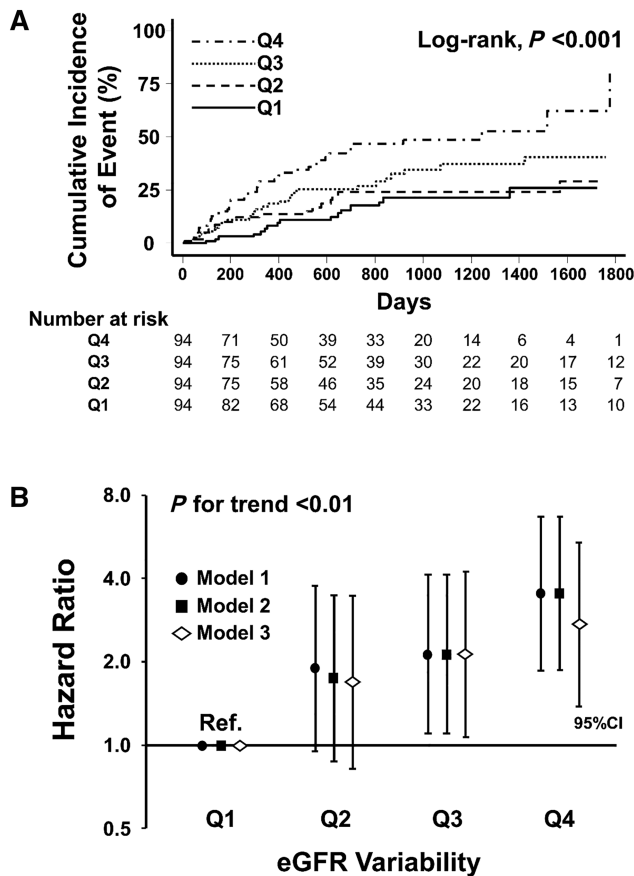 A
Cumulative Incidence
of Event (%)
100
75
50
25
0
Q4
Q3
Q2
Q1
Log-rank, P <0.001
0 200 400 600 800 1000 1200 1400 1600 1800
Days
Number at risk
Q4 94 71 50 39 33 20 14 6 4 1
Q3 94 75 61 52 39 30 22 20 17 12
Q2 94 75 58 46 35 24 20 18 15 7
Q1 94 82 68 54 44 33 22 16 13 10
B
Hazard Ratio
8.0
4.0
2.0
1.0
0.5
P for trend <0.01
Model 1
Model 2
Model 3
Ref.
95%CI
Q1 Q2 Q3 Q4
eGFR Variability